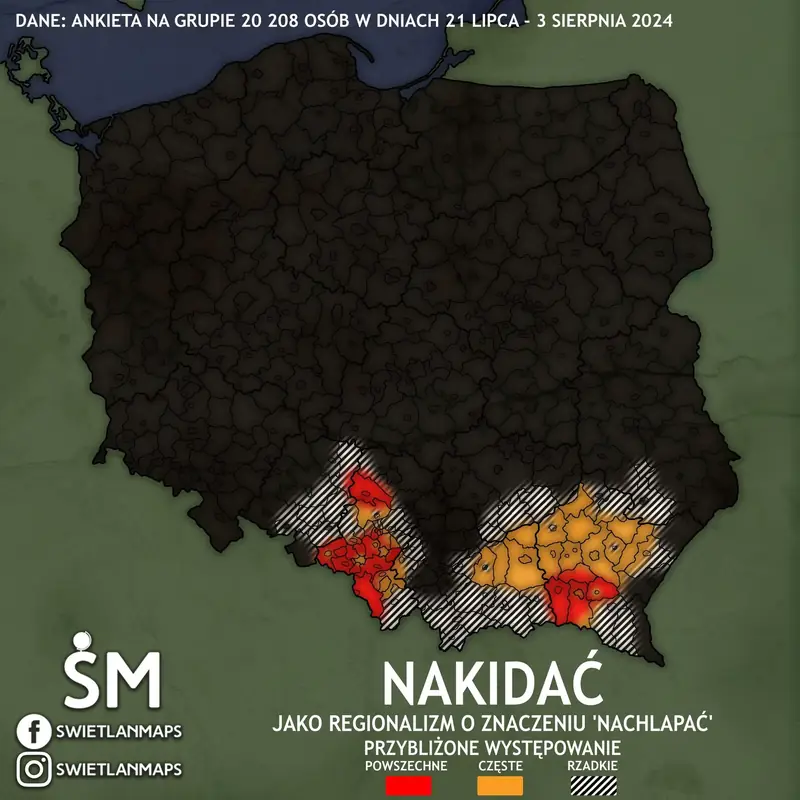 DANE: ANKIETA NA GRUPIE 20 208 OSÓB W DNIACH 21 LIPCA - 3 SIERPNIA 2024
ŚM
SWIETLANMAPS
SWIETLANMAPS
NAKIDAĆ
JAKO REGIONALIZM O ZNACZENIU 'NACHLAPAĆ'
PRZYBLIŻONE WYSTĘPOWANIE
POWSZECHNE CZĘSTE RZADKIE